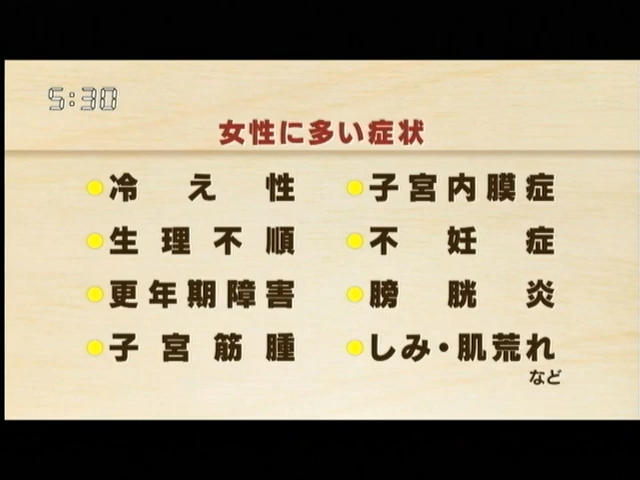 5:30
女性に多い症状
冷え性
生理不順
更年期障害
子宮筋腫
子宮内膜症
不妊症
膀胱炎
しみ・肌荒れ
など